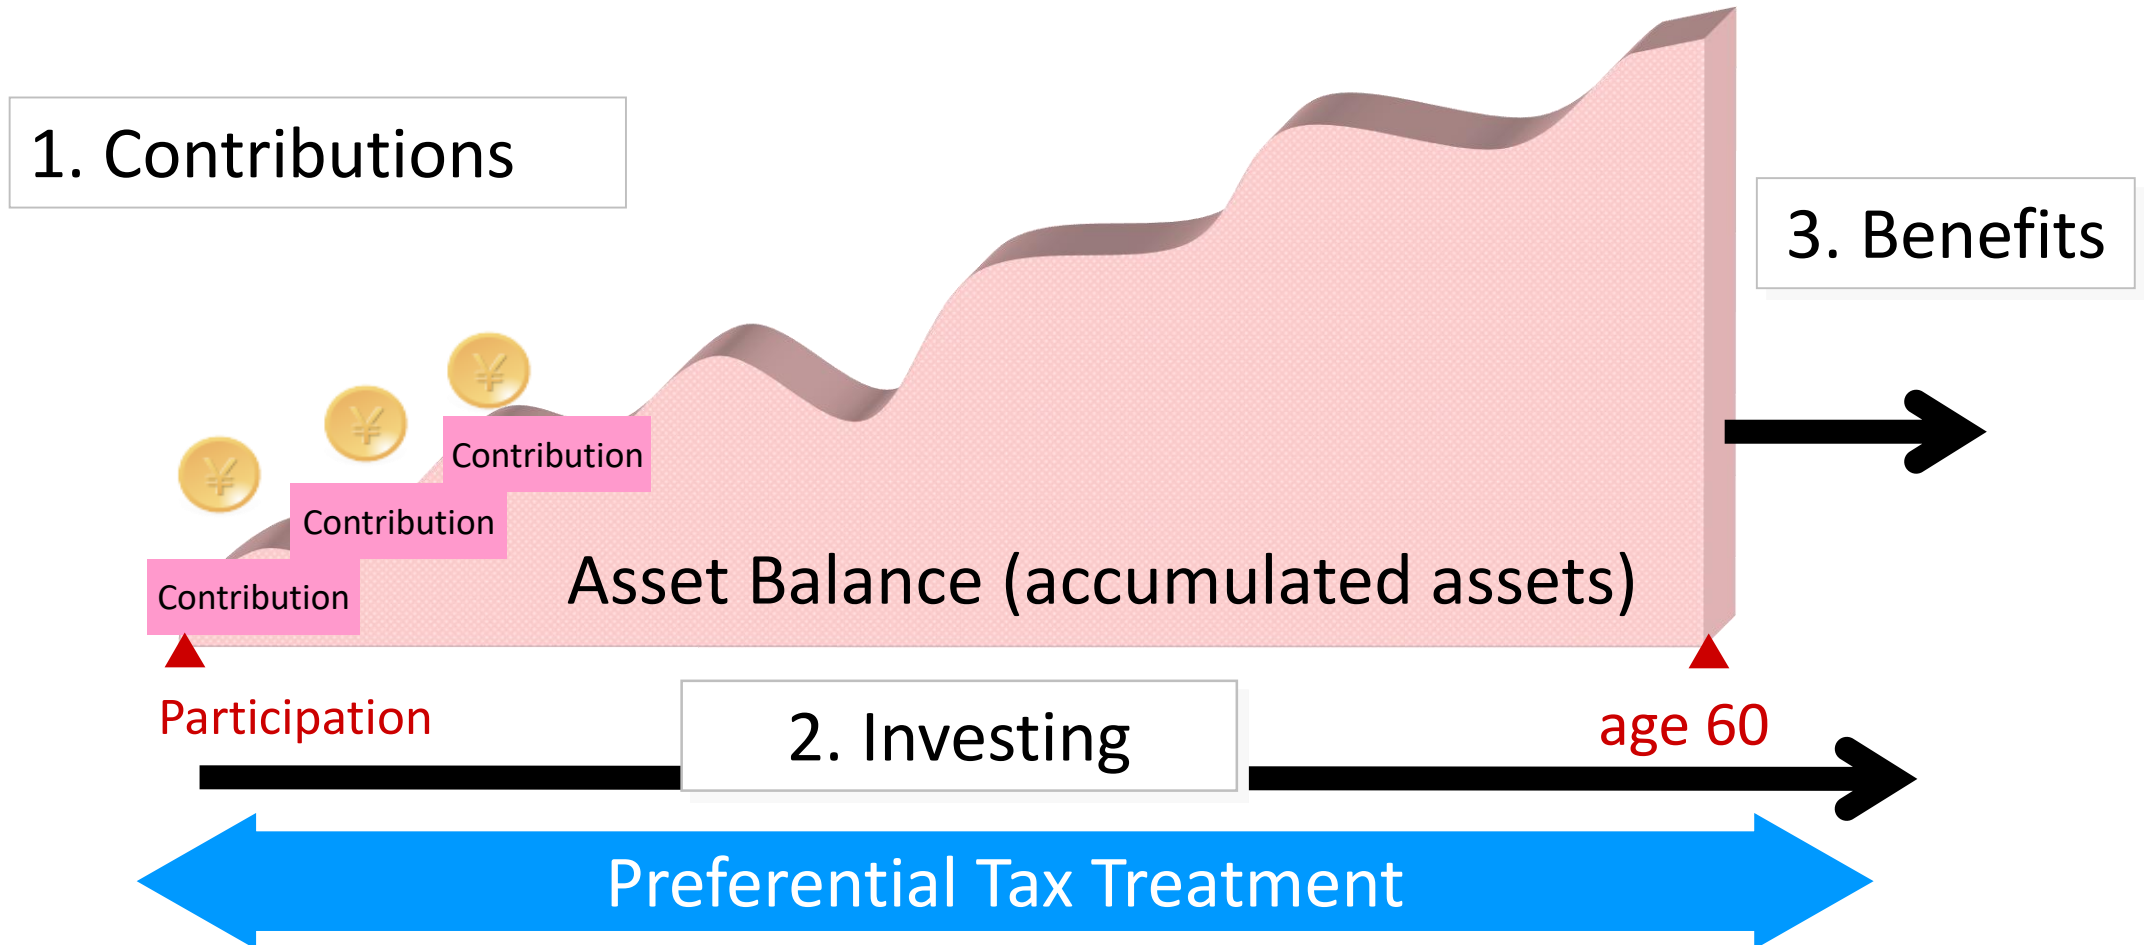 1. Contributions
3. Benefits
¥
¥
¥
Contribution
Contribution
Contribution
Asset Balance (accumulated assets)
Participation
2. Investing
age 60
Preferential Tax Treatment